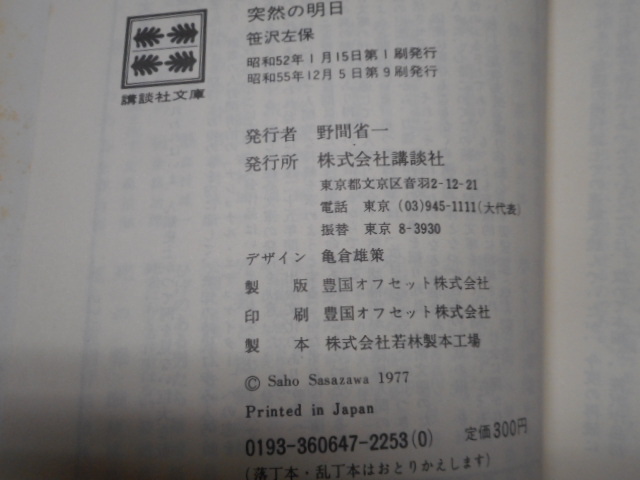 突然の明日
笹沢左保
昭和52年1月15日第1刷発行
昭和55年12月5日第9刷発行
講談社文庫
発行者 野間省一
発行所 株式会社講談社
東京都文京区音羽2-12-21
電話 東京 (03)945-1111(大代表)
振替 東京 8-3930
デザイン 亀倉雄策
製版 豊国オフセット株式会社
印刷 豊国オフセット株式会社
製本 株式会社若林製本工場
© Saho Sasazawa 1977
Printed in Japan
0193-360647-2253(0) 定価300円
(落丁本・乱丁本はおとりかえします)